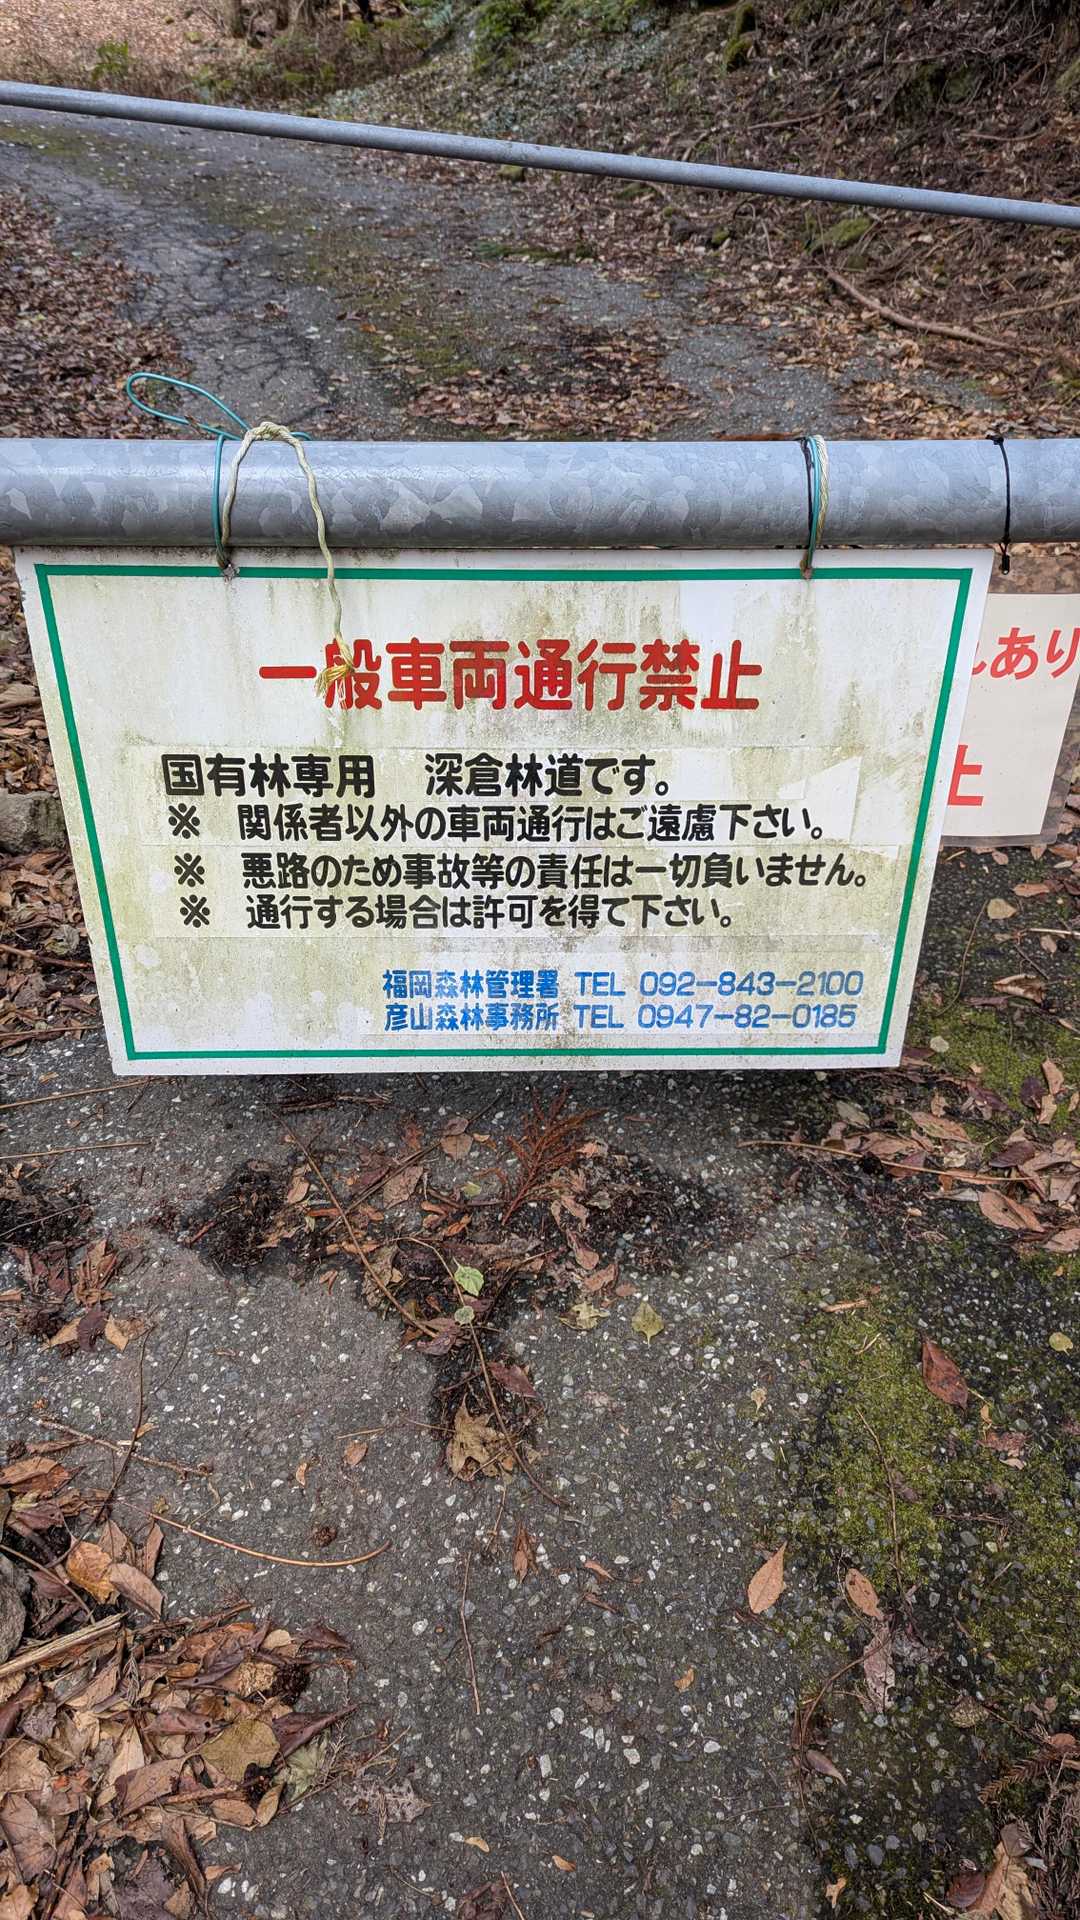 一般車両通行禁止
国有林専用 深倉林道です。
※ 関係者以外の車両通行はご遠慮下さい。
※ 悪路のため事故等の責任は一切負いません。
※ 通行する場合は許可を得て下さい。
福岡森林管理署 TEL 092-843-2100
彦山森林事務所 TEL 0947-82-0185
あり
止